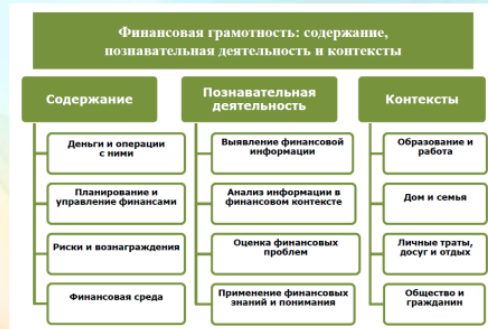 Финансовая грамотность: содержание,
познавательная деятельность и контексты
Содержание
Деньги и операции
с ними
Планирование и
управление финансами
Риски и вознаграждения
Финансовая среда
Познавательная
деятельность
Выявление финансовой
информации
Анализ информации в
финансовом контексте
Оценка финансовых
проблем
Применение финансовых
знаний и понимания
Контексты
Образование и
работа
Дом и семья
Личные траты,
досуг и отдых
Общество и
гражданин